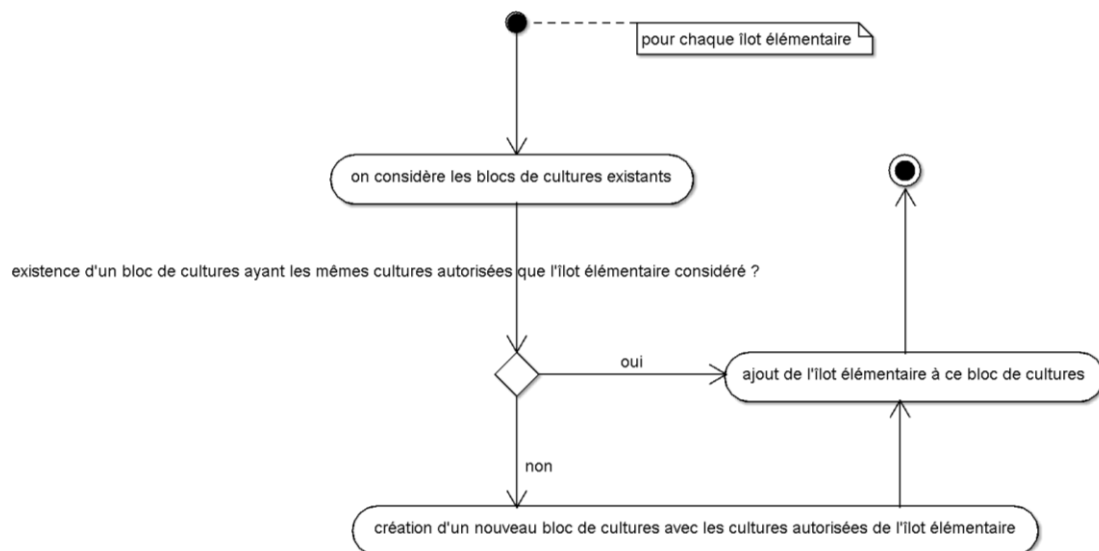 pour chaque îlot élémentaire
on considère les blocs de cultures existants
existence d'un bloc de cultures ayant les mêmes cultures autorisées que l'îlot élémentaire considéré ?
oui
ajout de l'îlot élémentaire à ce bloc de cultures
non
création d'un nouveau bloc de cultures avec les cultures autorisées de l'îlot élémentaire